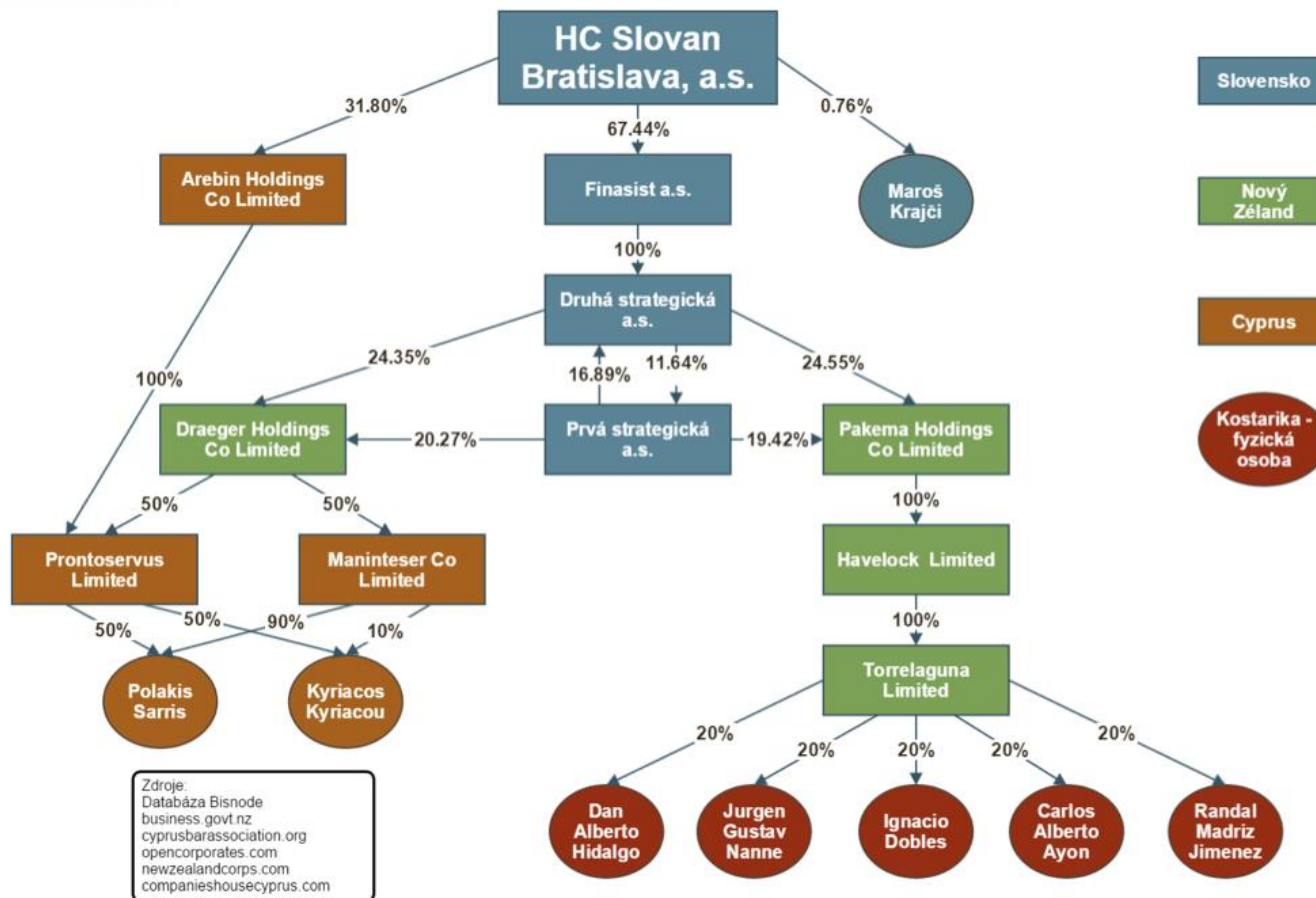 HC Slovan
Bratislava, a.s.
Slovensko
31.80%
67.44%
0.76%
Arebin Holdings
Co Limited
Finasist a.s.
Maroš
Krajči
Nový
Zéland
100%
Druhá strategická
a.s.
Cyprus
24.35%
16.89%
11.64%
24.55%
100%
Draeger Holdings
Co Limited
20.27%
Prvá strategická
a.s.
19.42%
Pakema Holdings
Co Limited
Kostarika -
fyzická
osoba
50%
50%
100%
Prontoservus
Limited
Maninteser Co
Limited
Havelock Limited
50%
50%
90%
10%
100%
Polakis
Sarris
Kyriacos
Kyriacou
Torrelaguna
Limited
20%
20%
20%
20%
20%
Dan
Alberto
Hidalgo
Jurgen
Gustav
Nanne
Ignacio
Dobles
Carlos
Alberto
Ayon
Randal
Madriz
Jimenez
Zdroje:
Databáza Bisnode
business.govt.nz
cyprusbarassociation.org
opencorporates.com
newzealandcorps.com
companieshousecyprus.com